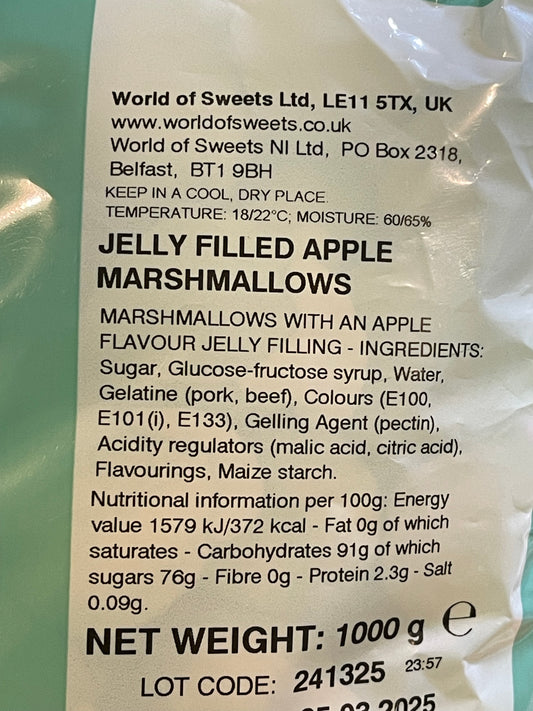 World of Sweets Ltd, LE11 5TX, UK
www.worldofsweets.co.uk
World of Sweets NI Ltd, PO Box 2318,
Belfast, BT1 9BH
KEEP IN A COOL, DRY PLACE.
TEMPERATURE: 18/22°C; MOISTURE: 60/65%
JELLY FILLED APPLE
MARSHMALLOWS
MARSHMALLOWS WITH AN APPLE
FLAVOUR JELLY FILLING - INGREDIENTS:
Sugar, Glucose-fructose syrup, Water,
Gelatine (pork, beef), Colours (E100,
E101(i), E133), Gelling Agent (pectin),
Acidity regulators (malic acid, citric acid),
Flavourings, Maize starch.
Nutritional information per 100g: Energy
value 1579 kJ/372 kcal - Fat 0g of which
saturates - Carbohydrates 91g of which
sugars 76g - Fibre 0g - Protein 2.3g - Salt
0.09g.
NET WEIGHT: 1000 g ℮
LOT CODE: 241325 23:57
03 2025